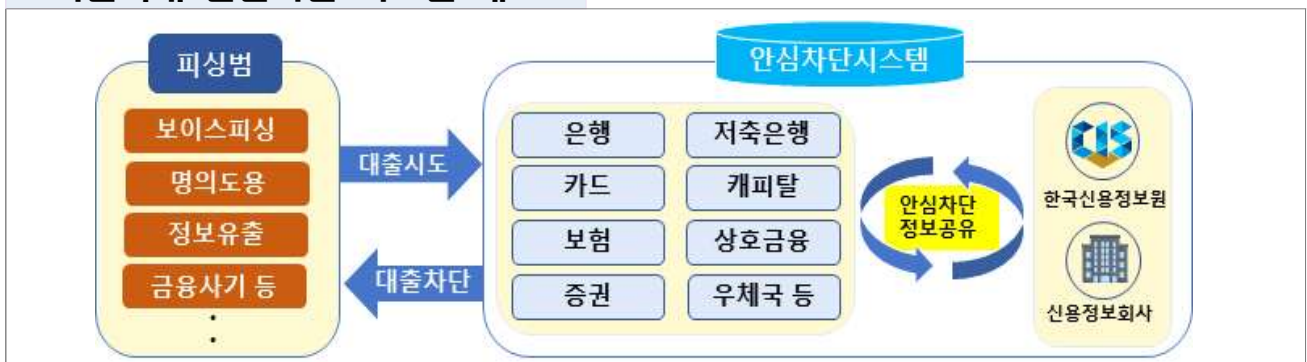 피싱범
보이스피싱
명의도용
정보유출
금융사기 등
대출시도
대출차단
안심차단시스템
은행
저축은행
카드
캐피탈
보험
상호금융
증권
우체국 등
안심차단
정보공유
CIS
한국신용정보원
신용정보회사